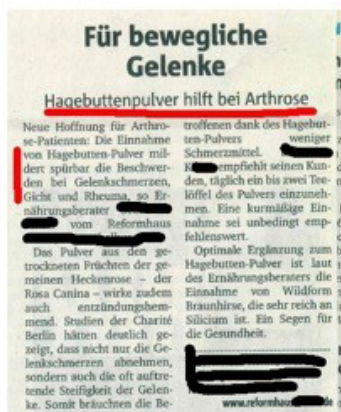 Für bewegliche
Gelenke
Hagebuttenpulver hilft bei Arthrose
Neue Hoffnung für Arthro-
se-Patienten: Die Einnahme
von Hagebutten-Pulver mil-
dert spürbar die Beschwer-
den bei Gelenkschmerzen,
Gicht und Rheuma, so Er-
nährungsberater
vom Reformhaus
Das Pulver aus den ge-
trockneten Früchten der ge-
meinen Heckenrose – der
Rosa Canina – wirke zudem
auch entzündungshem-
mend. Studien der Charité
Berlin hätten deutlich ge-
zeigt, dass nicht nur die Ge-
lenkschmerzen abnehmen,
sondern auch die oft auftre-
tende Steifigkeit der Gelen-
ke. Somit bräuchten die Be-
troffenen dank des Hagebut-
ten-Pulvers weniger
Schmerzmittel.
K empfiehlt seinen Kun-
den, täglich ein bis zwei Tee-
löffel des Pulvers einzuneh-
men. Eine kurmäßige Ein-
nahme sei unbedingt emp-
fehlenswert.
Optimale Ergänzung zum
Hagebutten-Pulver ist laut
des Ernährungsberaters die
Einnahme von Wildform
Braunhirse, die sehr reich an
Silicium ist. Ein Segen für
die Gesundheit.
www.reformhaus de